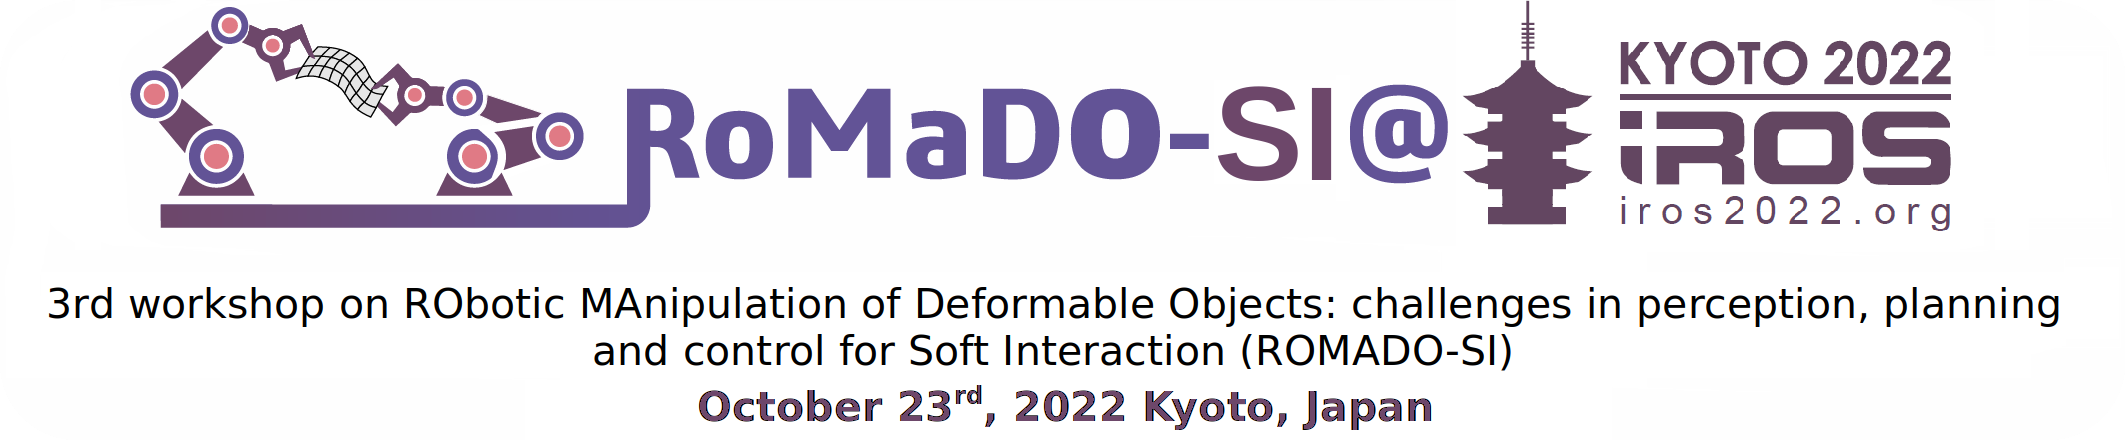 RoMaDO-SI@
KYOTO 2022
iROS
iros2022.org
3rd workshop on RObotic MAnipulation of Deformable Objects: challenges in perception, planning
and control for Soft Interaction (ROMADO-SI)
October 23rd, 2022 Kyoto, Japan